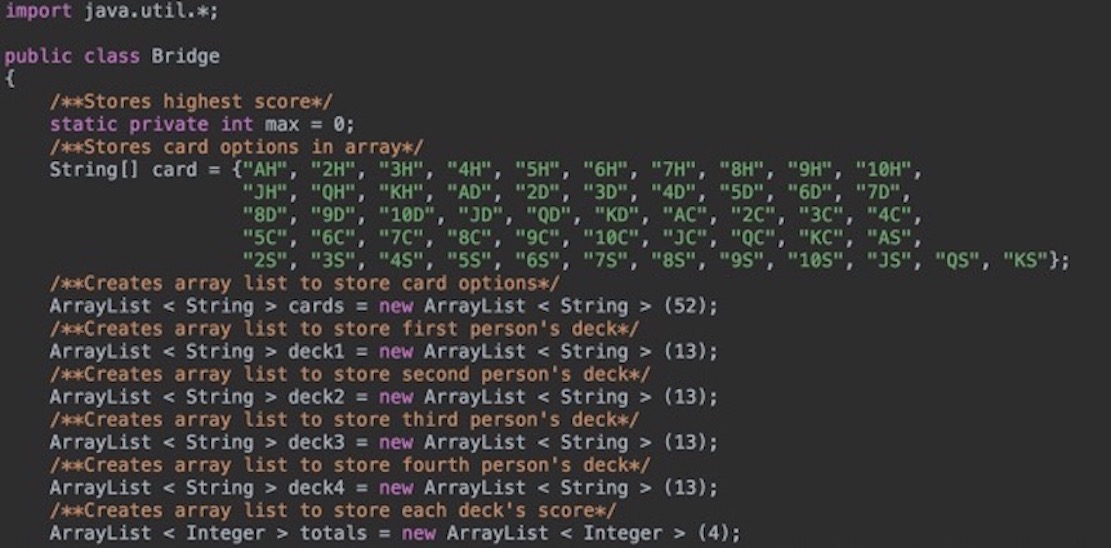 import java.util.*;
public class Bridge
{
/**Stores highest score*/
static private int max = 0;
/**Stores card options in array*/
String[] card = {"AH", "2H", "3H", "4H", "5H", "6H", "7H", "8H", "9H", "10H",
"JH", "QH", "KH", "AD", "2D", "3D", "4D", "5D", "6D", "7D",
"8D", "9D", "10D", "JD", "QD", "KD", "AC", "2C", "3C", "4C",
"5C", "6C", "7C", "8C", "9C", "10C", "JC", "QC", "KC", "AS",
"2S", "3S", "4S", "5S", "6S", "7S", "8S", "9S", "10S", "JS", "QS", "KS"};
/**Creates array list to store card options*/
ArrayList < String > cards = new ArrayList < String > (52);
/**Creates array list to store first person's deck*/
ArrayList < String > deck1 = new ArrayList < String > (13);
/**Creates array list to store second person's deck*/
ArrayList < String > deck2 = new ArrayList < String > (13);
/**Creates array list to store third person's deck*/
ArrayList < String > deck3 = new ArrayList < String > (13);
/**Creates array list to store fourth person's deck*/
ArrayList < String > deck4 = new ArrayList < String > (13);
/**Creates array list to store each deck's score*/
ArrayList < Integer > totals = new ArrayList < Integer > (4);